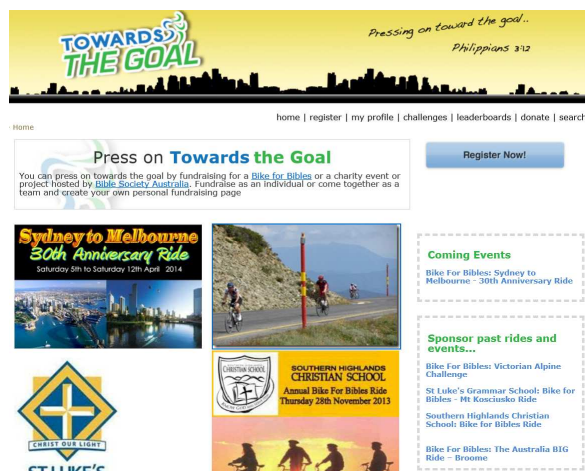 TOWARDS
THE GOAL
Pressing on toward the goal..
Philippians 3:12
home | register | my profile | challenges | leaderboards | donate | search
Home
Press on Towards the Goal
You can press on towards the goal by fundraising for a Bike for Bibles or a charity event or
project hosted by Bible Society Australia. Fundraise as an individual or come together as a
team and create your own personal fundraising page
Register Now!
Sydney to Melbourne
30th Anniversary Ride
Saturday 5th to Saturday 12th April 2014
CHRIST OUR LIGHT
ST LUKE'S
CHRISTIAN SCHOOL
SOUTHERN HIGHLANDS
CHRISTIAN SCHOOL
Annual Bike For Bibles Ride
Thursday 28th November 2013
Coming Events
Bike For Bibles: Sydney to
Melbourne - 30th Anniversary Ride
Sponsor past rides and
events...
Bike For Bibles: Victorian Alpine
Challenge
St Luke's Grammar School: Bike for
Bibles - Mt Kosciusko Ride
Southern Highlands Christian
School: Bike for Bibles Ride
Bike For Bibles: The Australia BIG
Ride – Broome